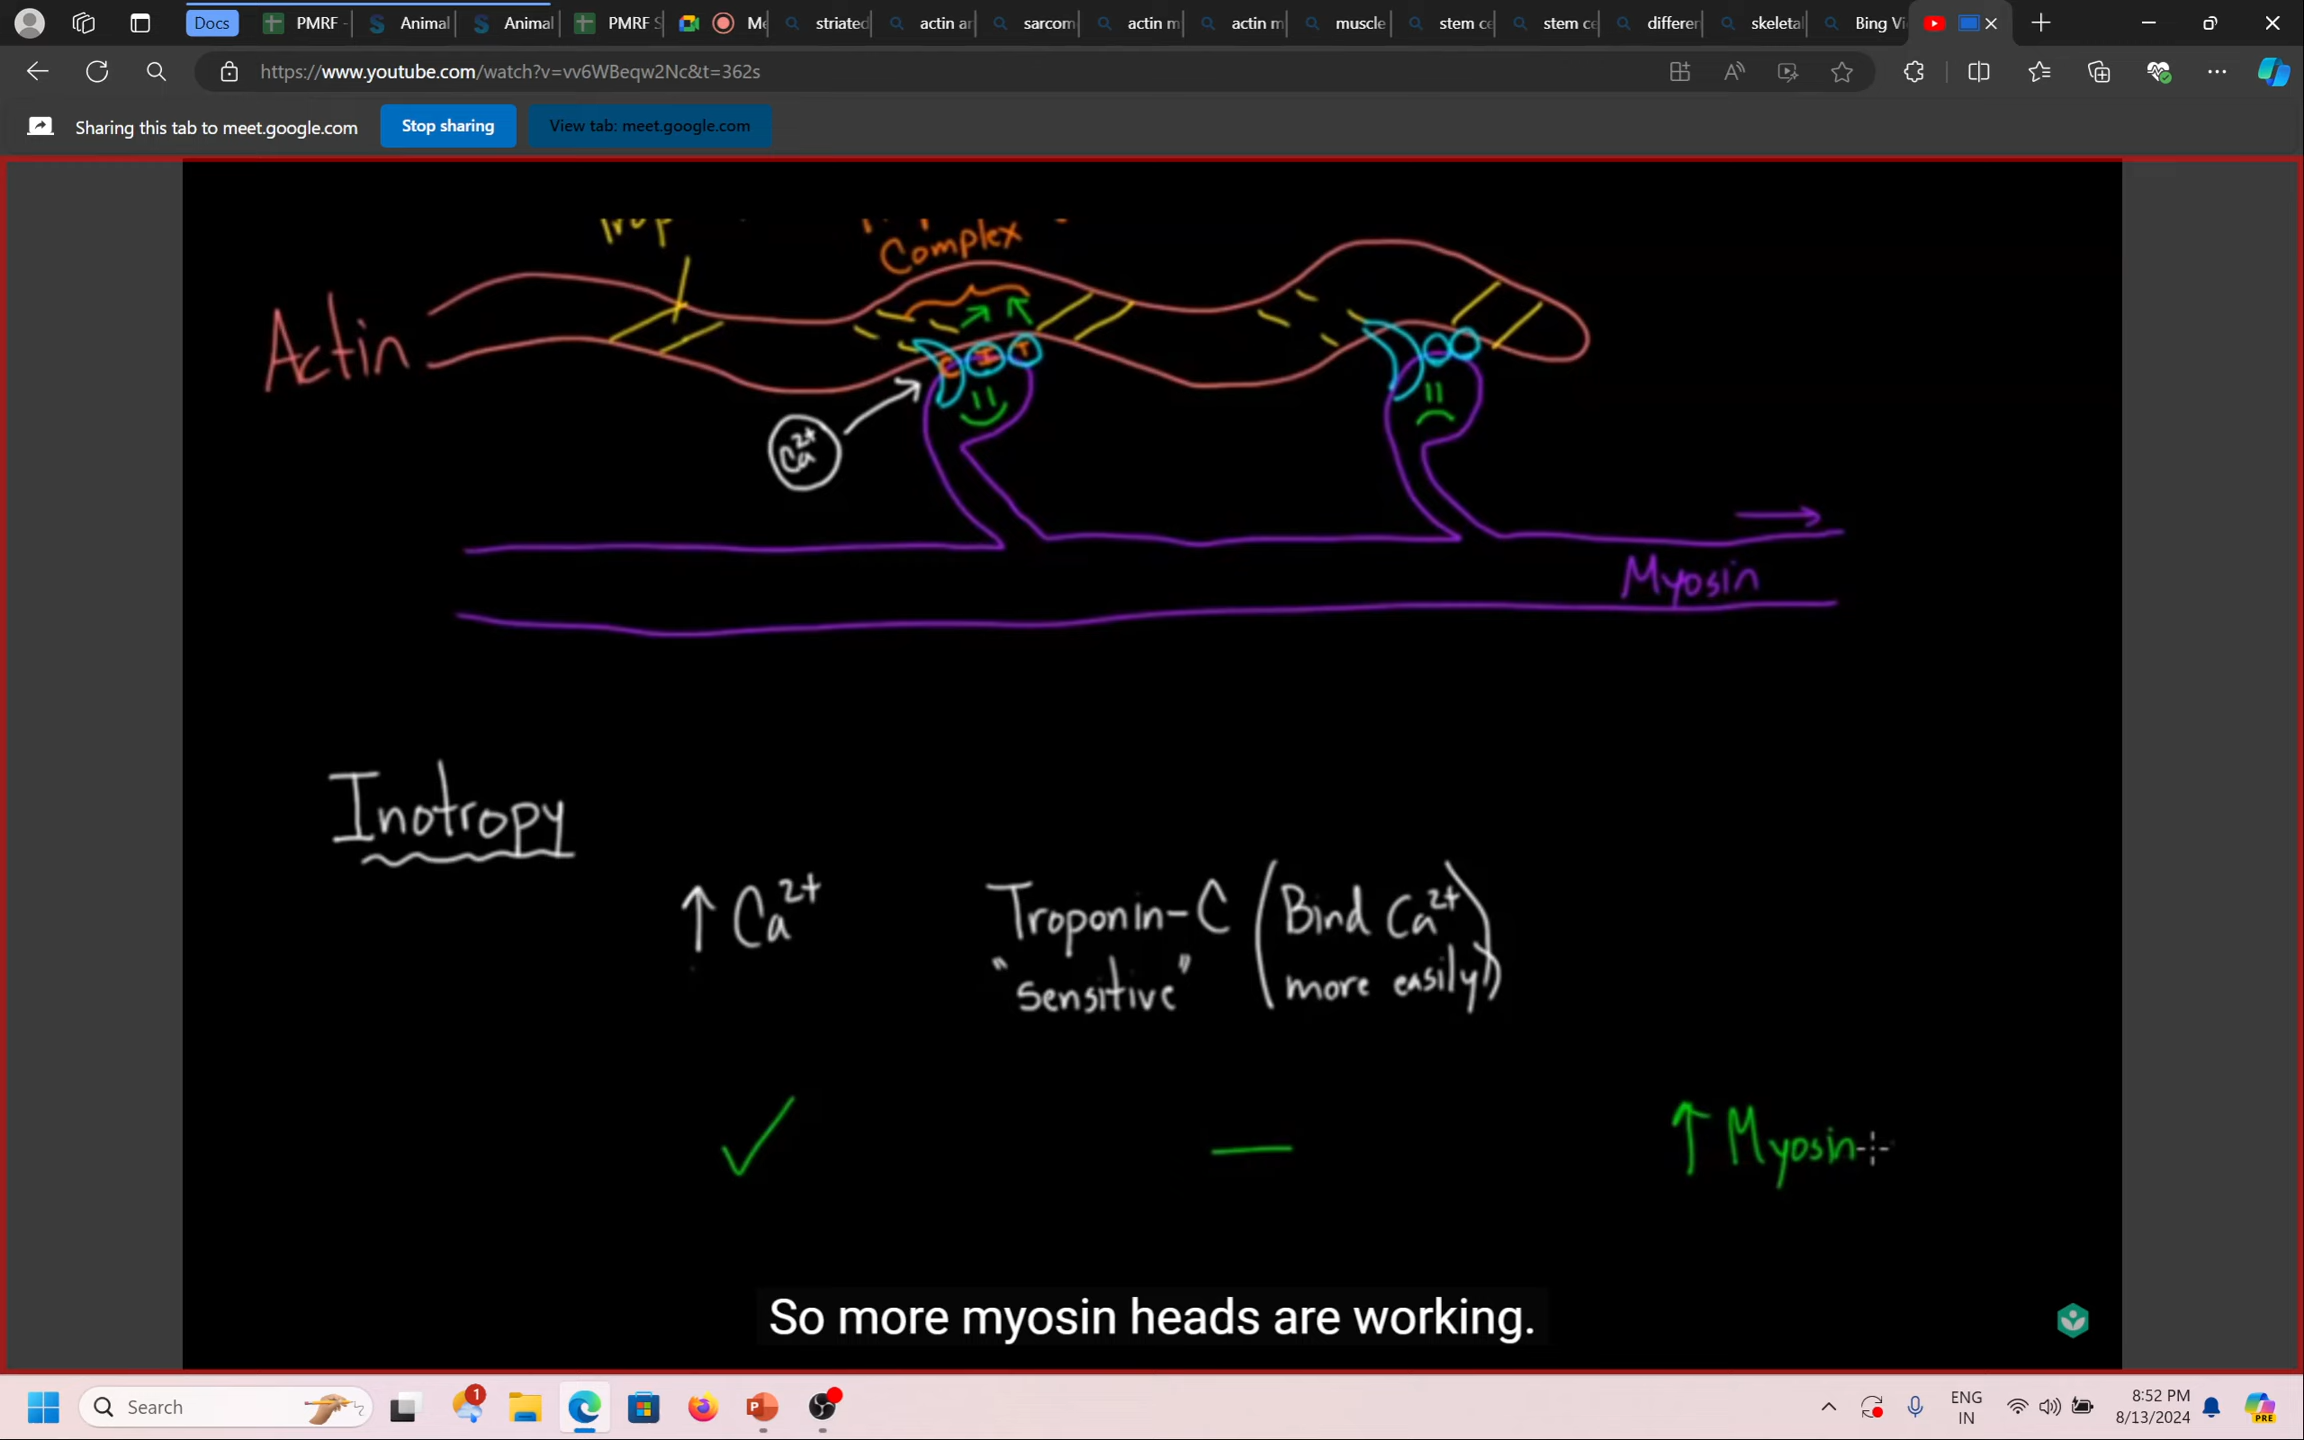 Docs PMRF - Animal Animal PMRF S Me striated actin ar sarcom actin m actin m muscle stem ce stem ce differen skeletal Bing Vi
https://www.youtube.com/watch?v=vv6WBeqw2Nc&t=362s
Sharing this tab to meet.google.com Stop sharing View tab: meet.google.com
Trop
Complex
Actin
C I T
Ca2+
Myosin
Inotropy
↑ Ca2+ Troponin-C (Bind Ca2+
"sensitive" more easily)
✓ — ↑ Myosin
So more myosin heads are working.
Search 1 ENG 8:52 PM
IN 8/13/2024 PRE